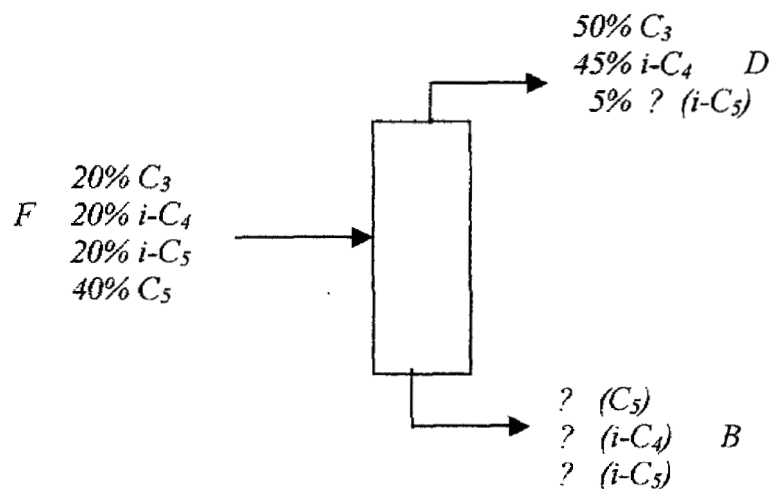 50% C₃
45% i-C₄ D
5% ? (i-C₅)
20% C₃
F 20% i-C₄
20% i-C₅
40% C₅
? (C₅)
? (i-C₄) B
? (i-C₅)